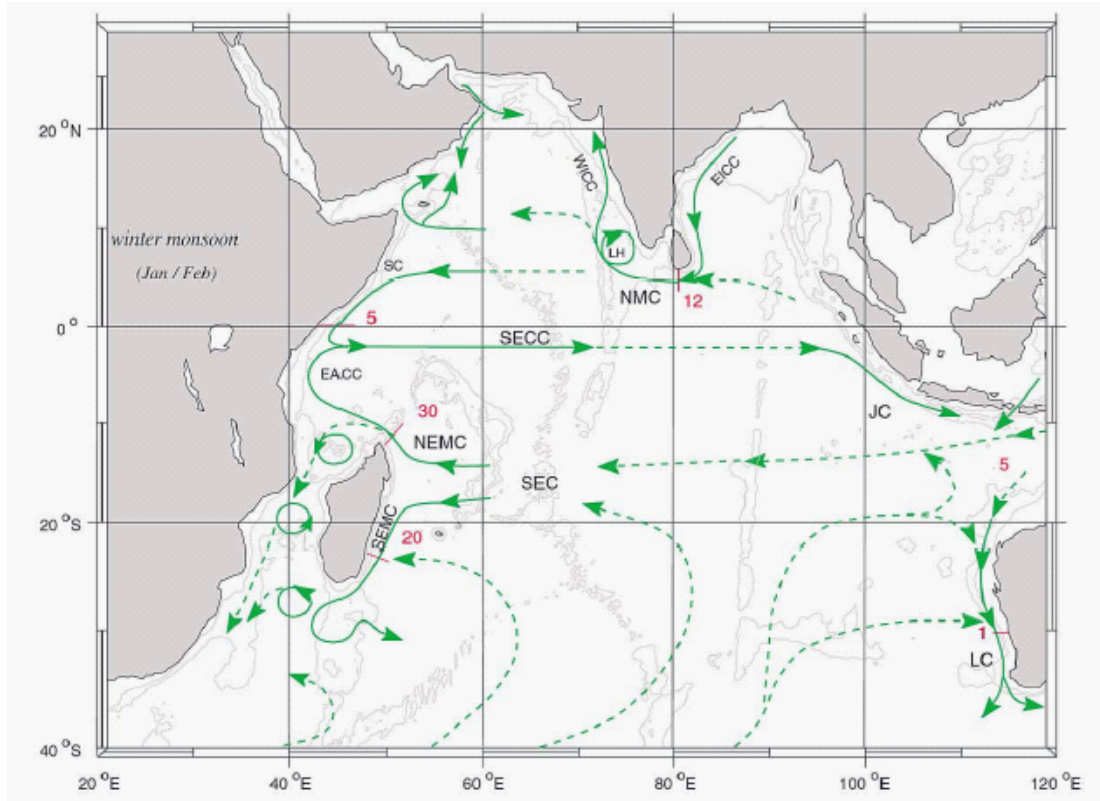 20 °N
WICC
EICC
winter monsoon
(Jan / Feb)
LH
SC
NMC
12
5
0 °
SECC
EACC
30
JC
NEMC
5
SEC
20 °S
SEMC
20
1
LC
40 °S
20 °E
40 °E
60 °E
80 °E
100 °E
120 °E